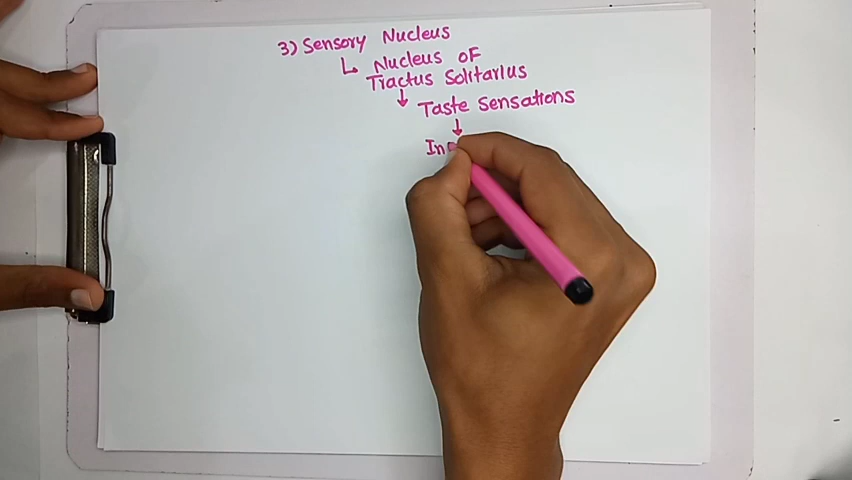 3) Sensory Nucleus
Nucleus of
Tractus Solitarius
Taste Sensations